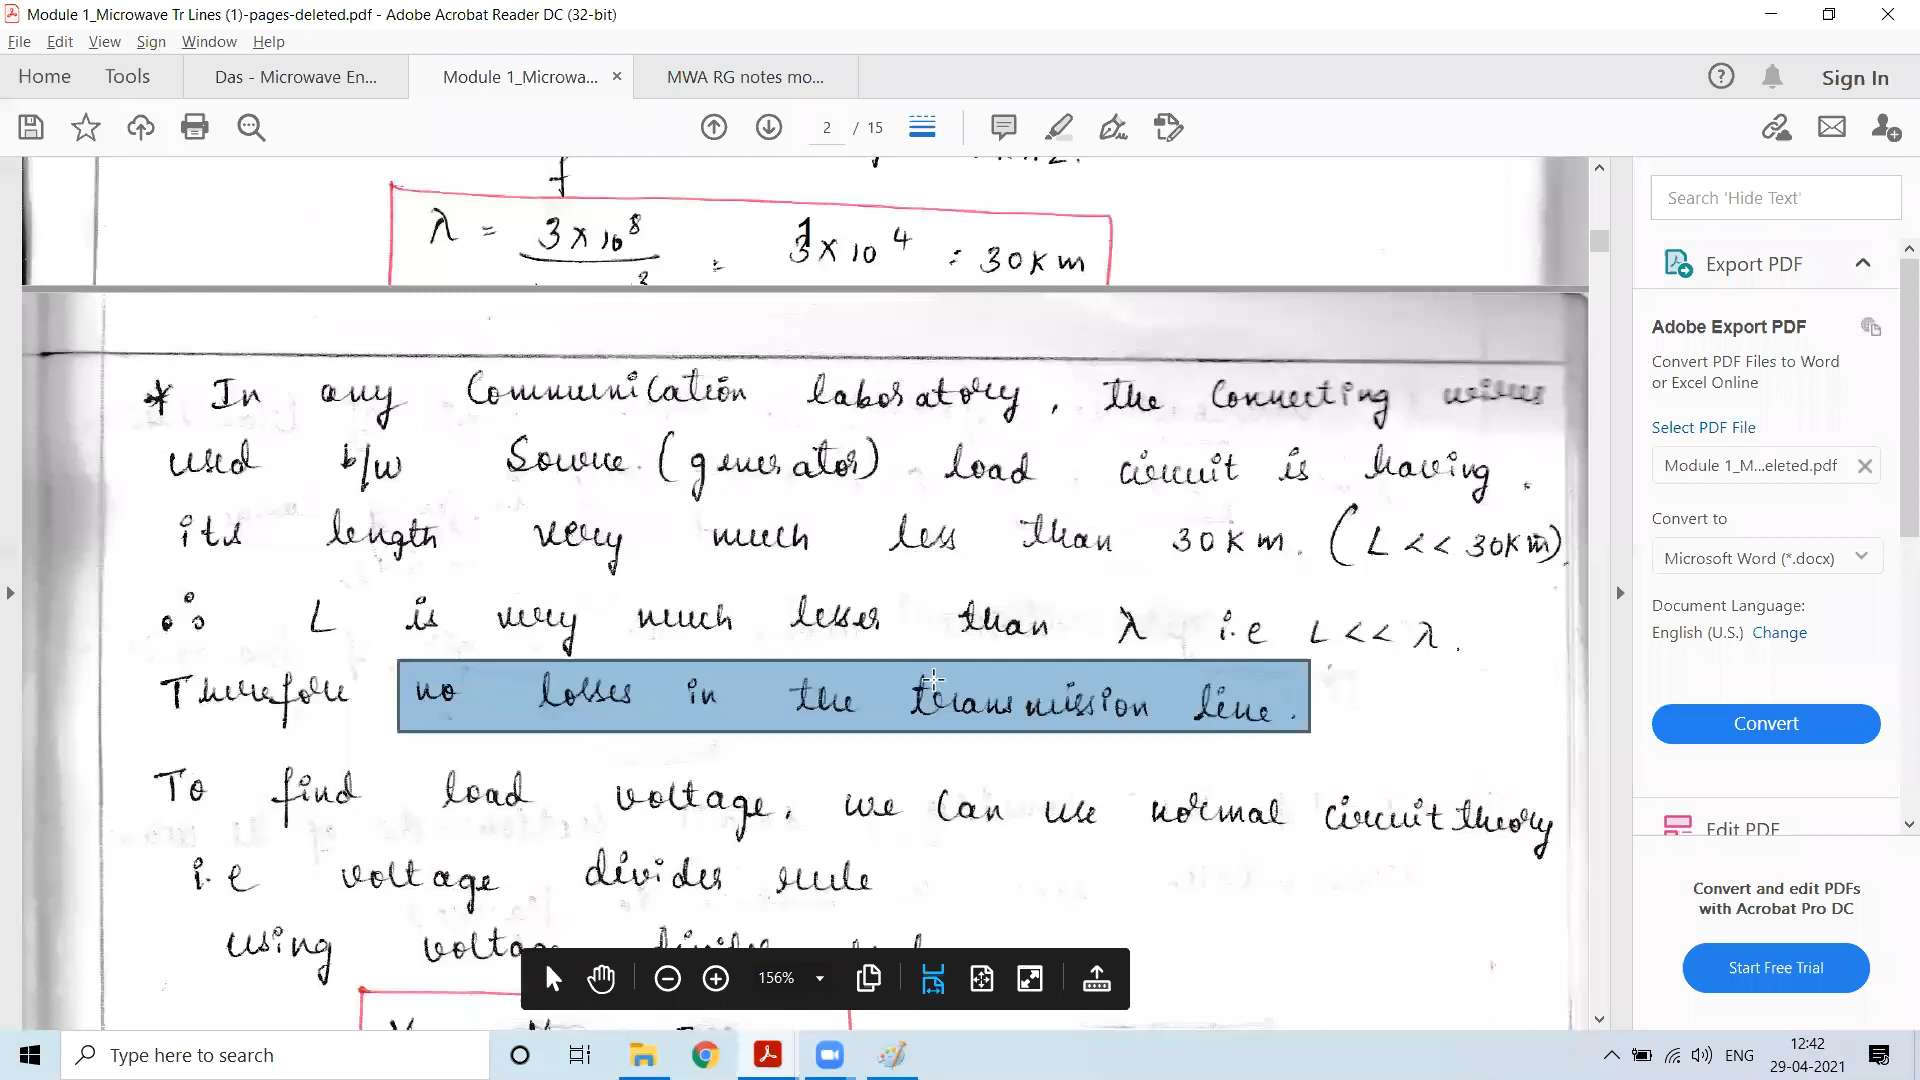 Module 1_Microwave Tr Lines (1)-pages-deleted.pdf - Adobe Acrobat Reader DC (32-bit)
File Edit View Sign Window Help
Home Tools Das - Microwave En... Module 1_Microwa... × MWA RG notes mo... Sign In
2 / 15
f
λ = 3 × 10^8 = 3 × 10^4 = 30 Km
3
* In any Communication laboratory, the Connecting wires
used b/w Source (generator) load circuit is having
its length very much less than 30 Km. (L << 30Km)
∴ L is very much lesser than λ i.e L << λ.
Therefore no losses in the transmission line.
To find load voltage, we can use normal circuit theory
i.e voltage divider rule
using
156%
Search 'Hide Text'
Export PDF
Adobe Export PDF
Convert PDF Files to Word
or Excel Online
Select PDF File
Module 1_M...eleted.pdf
Convert to
Microsoft Word (*.docx)
Document Language:
English (U.S.) Change
Convert
Edit PDF
Convert and edit PDFs
with Acrobat Pro DC
Start Free Trial
Type here to search
ENG
12:42
29-04-2021